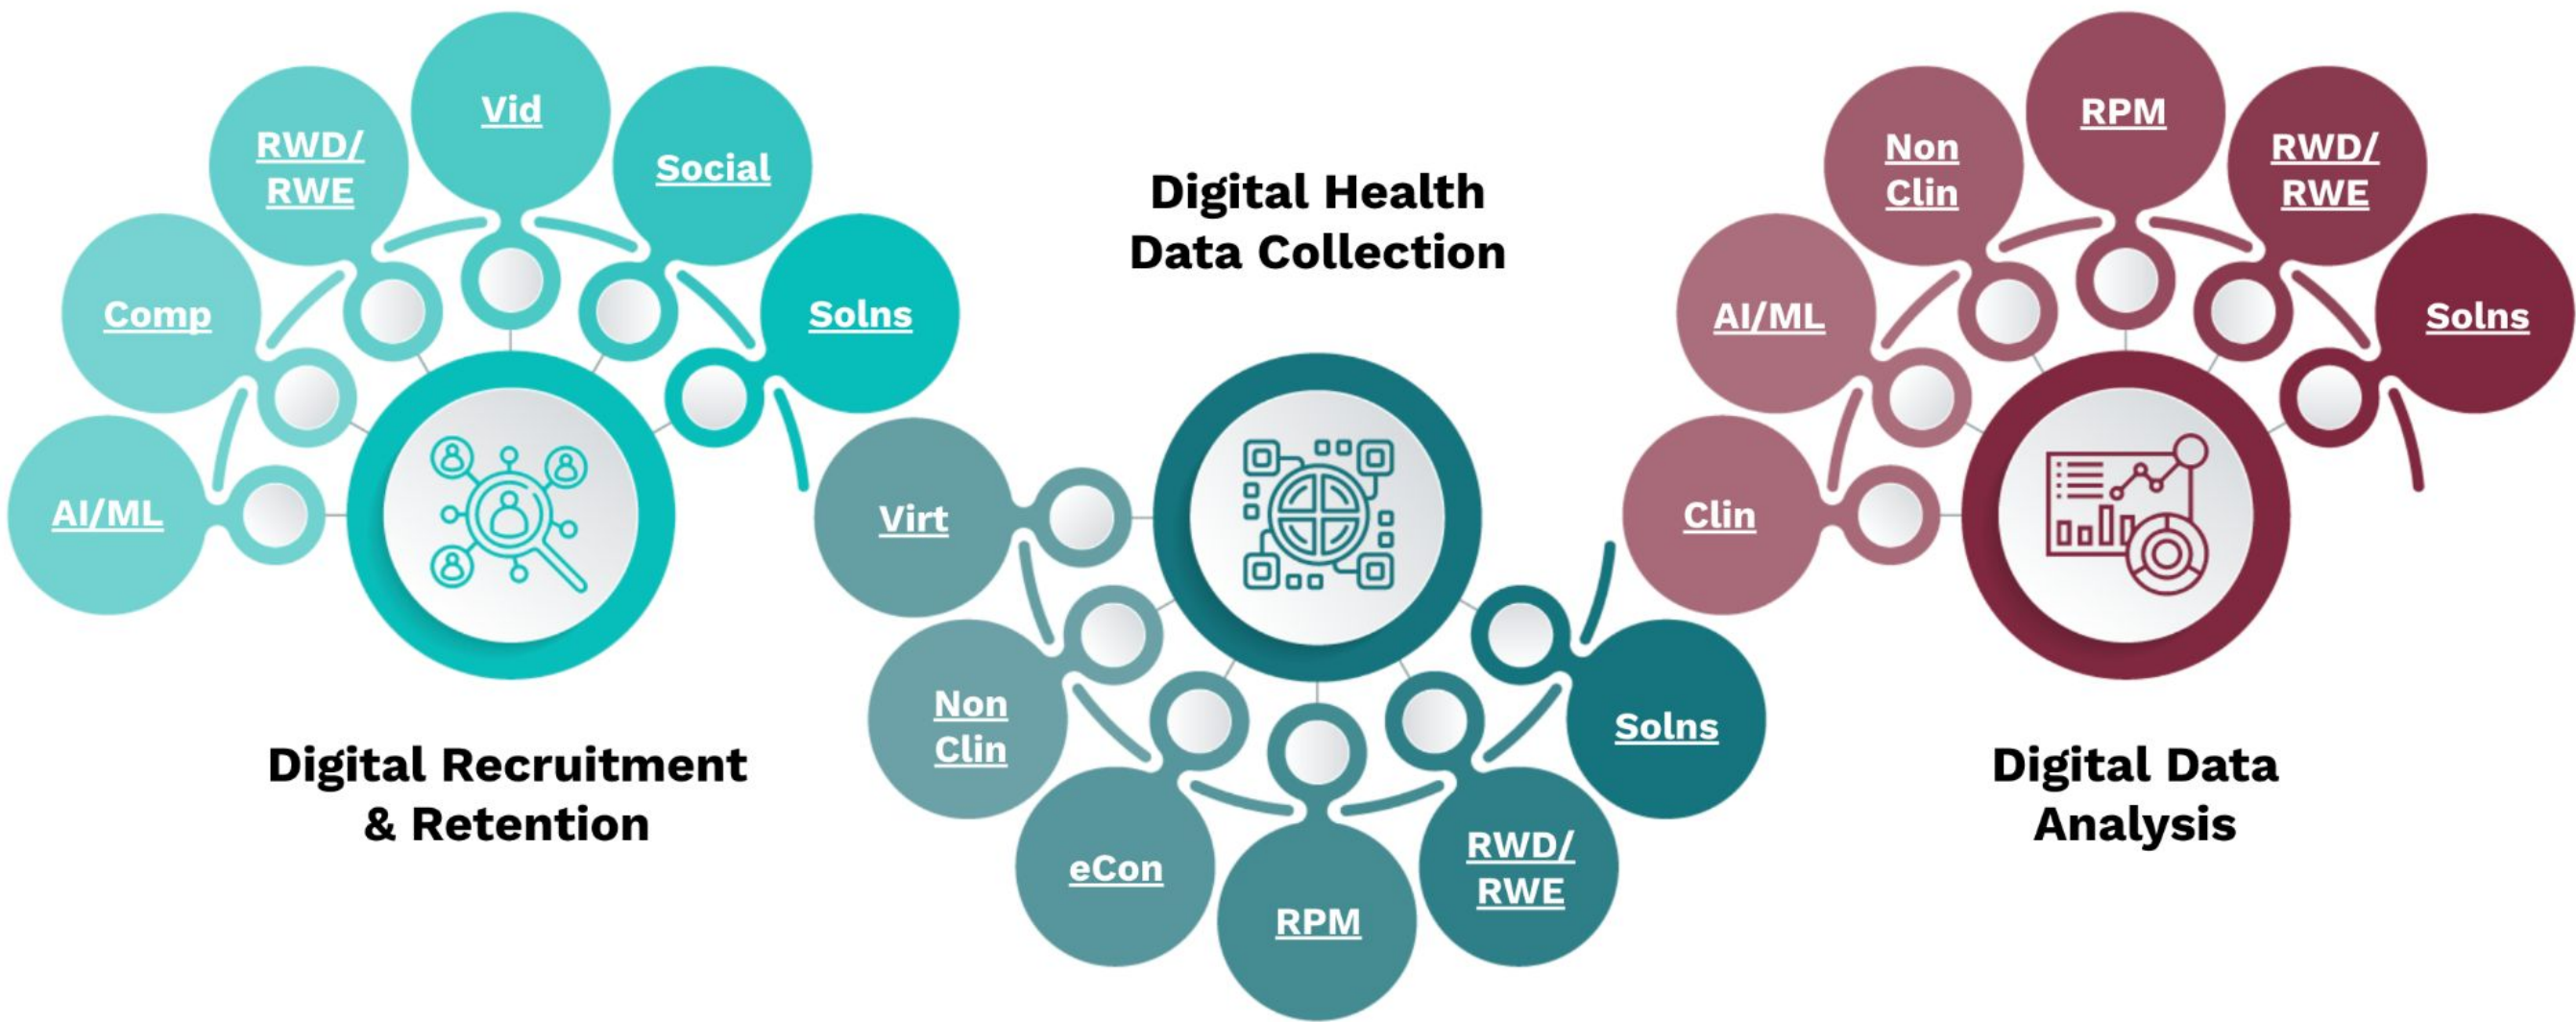 AI/ML
Comp
RWD/
RWE
Vid
Social
Solns
Digital Recruitment
& Retention
Digital Health
Data Collection
Virt
Non
Clin
eCon
RPM
RWD/
RWE
Solns
Clin
AI/ML
Non
Clin
RPM
RWD/
RWE
Solns
Digital Data
Analysis